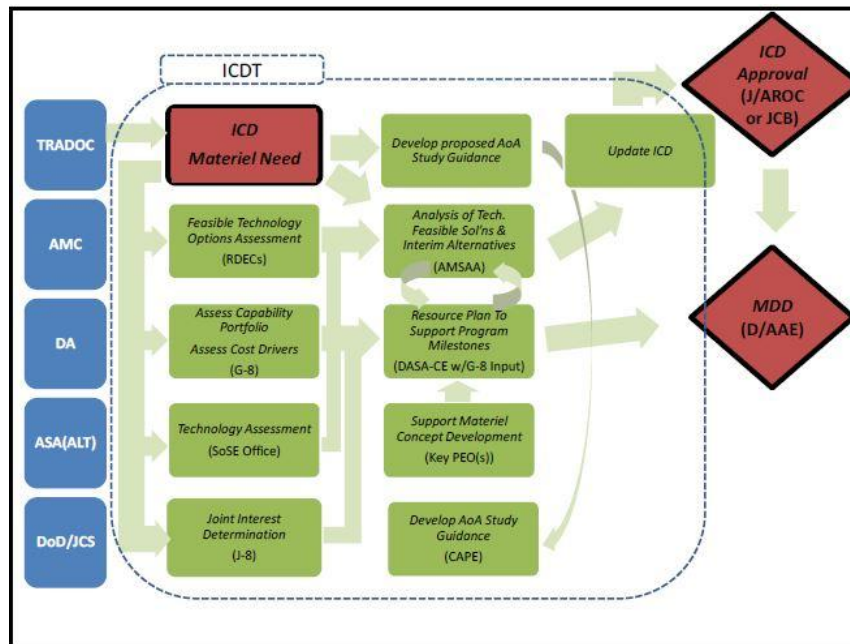 ICDT
ICD
Approval
(J/AROC
or JCB)
TRADOC
ICD
Materiel Need
Develop proposed AoA
Study Guidance
Update ICD
AMC
Feasible Technology
Options Assessment
(RDECs)
Analysis of Tech.
Feasible Sol'ns &
Interim Alternatives
(AMSAA)
DA
Assess Capability
Portfolio
Assess Cost Drivers
(G-8)
Resource Plan To
Support Program
Milestones
(DASA-CE w/G-8 Input)
MDD
(D/AAE)
ASA(ALT)
Technology Assessment
(SoSE Office)
Support Materiel
Concept Development
(Key PEO(s))
DoD/JCS
Joint Interest
Determination
(J-8)
Develop AoA Study
Guidance
(CAPE)